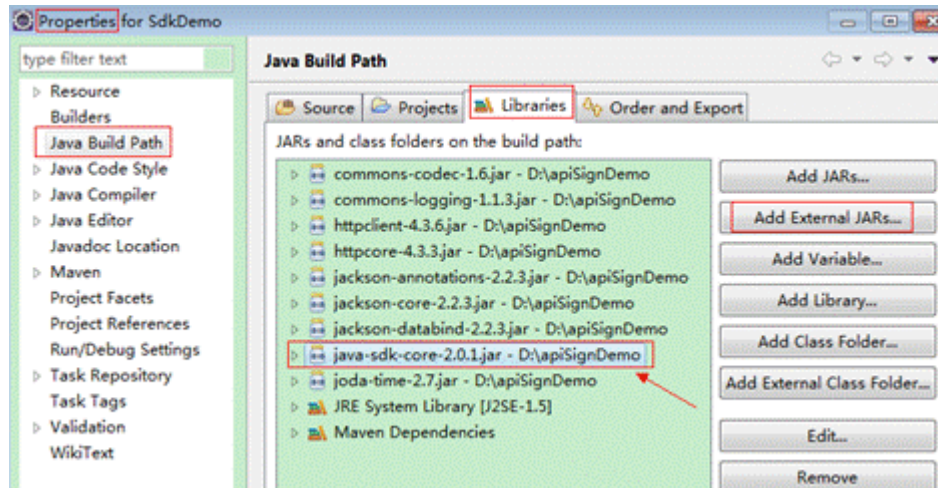 Properties for SdkDemo
type filter text
Resource
Builders
Java Build Path
Java Code Style
Java Compiler
Java Editor
Javadoc Location
Maven
Project Facets
Project References
Run/Debug Settings
Task Repository
Task Tags
Validation
WikiText
Java Build Path
Source
Projects
Libraries
Order and Export
JARs and class folders on the build path:
commons-codec-1.6.jar - D:\apiSignDemo
commons-logging-1.1.3.jar - D:\apiSignDemo
httpclient-4.3.6.jar - D:\apiSignDemo
httpcore-4.3.3.jar - D:\apiSignDemo
jackson-annotations-2.2.3.jar - D:\apiSignDemo
jackson-core-2.2.3.jar - D:\apiSignDemo
jackson-databind-2.2.3.jar - D:\apiSignDemo
java-sdk-core-2.0.1.jar - D:\apiSignDemo
joda-time-2.7.jar - D:\apiSignDemo
JRE System Library [J2SE-1.5]
Maven Dependencies
Add JARs...
Add External JARs...
Add Variable...
Add Library...
Add Class Folder...
Add External Class Folder...
Edit...
Remove